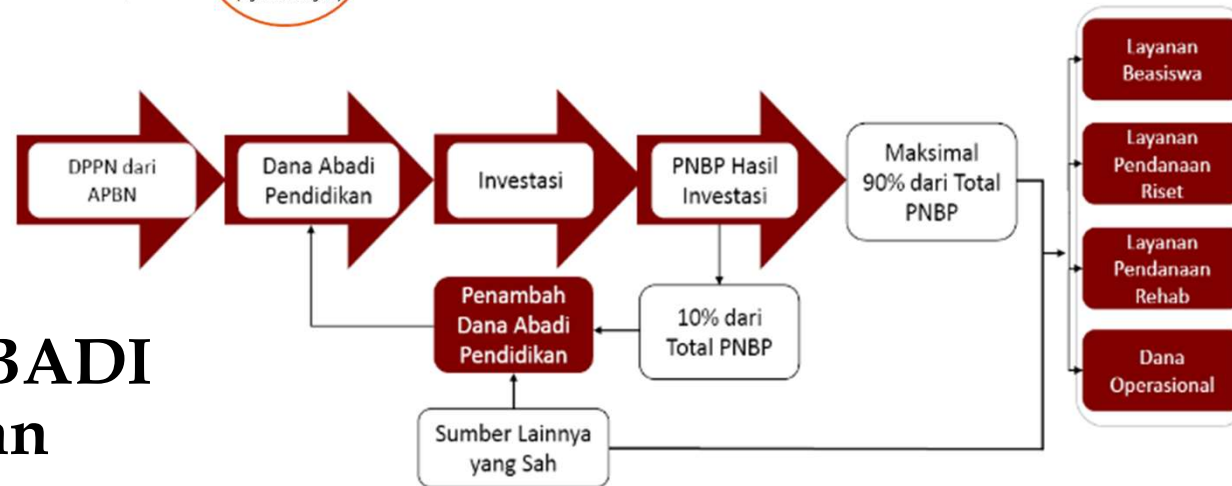 DPPN dari
APBN
Dana Abadi
Pendidikan
Investasi
PNBP Hasil
Investasi
Maksimal
90% dari Total
PNBP
Layanan
Beasiswa
Layanan
Pendanaan
Riset
Layanan
Pendanaan
Rehab
Dana
Operasional
Penambah
Dana Abadi
Pendidikan
10% dari
Total PNBP
Sumber Lainnya
yang Sah
BADI
an